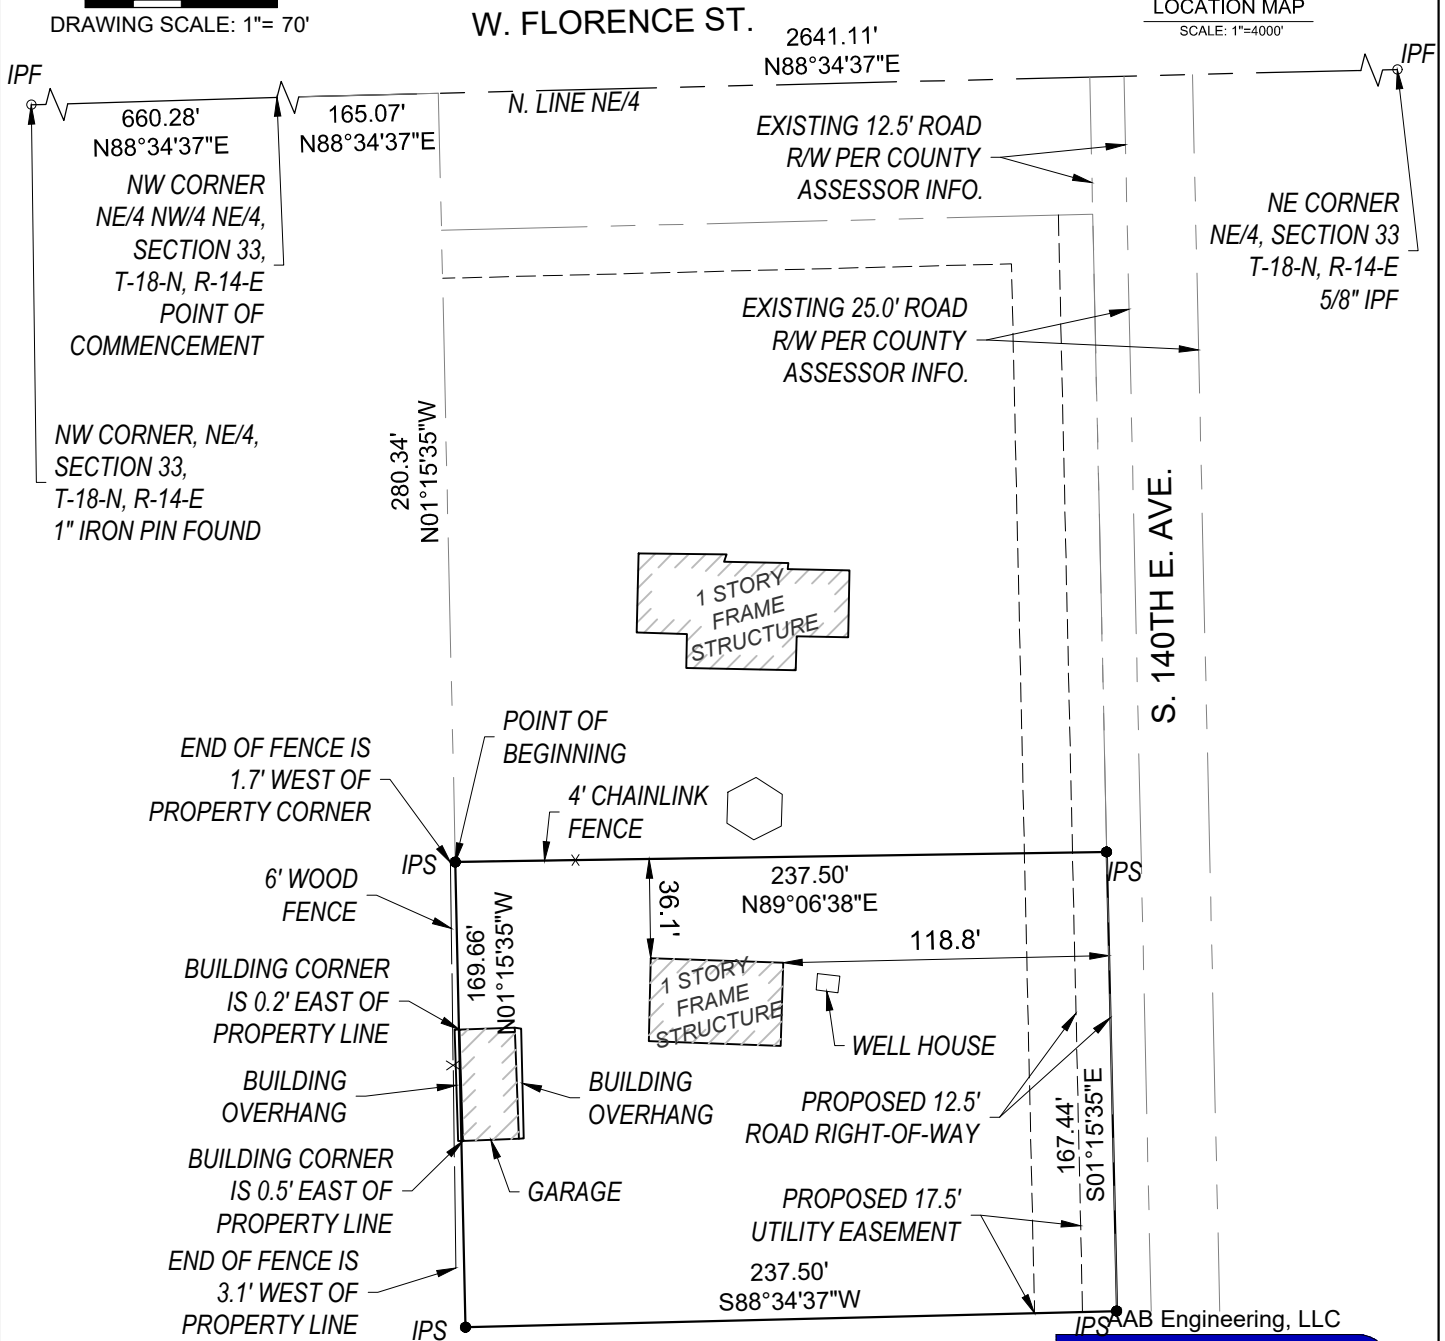 DRAWING SCALE: 1"= 70'
W. FLORENCE ST.
LOCATION MAP
SCALE: 1"=4000'
IPF
2641.11'
N88°34'37"E
IPF
660.28'
N88°34'37"E
165.07'
N88°34'37"E
N. LINE NE/4
EXISTING 12.5' ROAD
R/W PER COUNTY
ASSESSOR INFO.
NW CORNER
NE/4 NW/4 NE/4,
SECTION 33,
T-18-N, R-14-E
POINT OF
COMMENCEMENT
NE CORNER
NE/4, SECTION 33
T-18-N, R-14-E
5/8" IPF
EXISTING 25.0' ROAD
R/W PER COUNTY
ASSESSOR INFO.
NW CORNER, NE/4,
SECTION 33,
T-18-N, R-14-E
1" IRON PIN FOUND
280.34'
N01°15'35"W
S. 140TH E. AVE.
1 STORY
FRAME
STRUCTURE
POINT OF
BEGINNING
END OF FENCE IS
1.7' WEST OF
PROPERTY CORNER
4' CHAINLINK
FENCE
IPS
IPS
6' WOOD
FENCE
237.50'
N89°06'38"E
36.1'
169.66'
N01°15'35"W
118.8'
BUILDING CORNER
IS 0.2' EAST OF
PROPERTY LINE
1 STORY
FRAME
STRUCTURE
WELL HOUSE
BUILDING
OVERHANG
BUILDING
OVERHANG
PROPOSED 12.5'
ROAD RIGHT-OF-WAY
167.44'
S01°15'35"E
BUILDING CORNER
IS 0.5' EAST OF
PROPERTY LINE
GARAGE
PROPOSED 17.5'
UTILITY EASEMENT
END OF FENCE IS
3.1' WEST OF
PROPERTY LINE
237.50'
S88°34'37"W
IPS
IPS
AAB Engineering, LLC